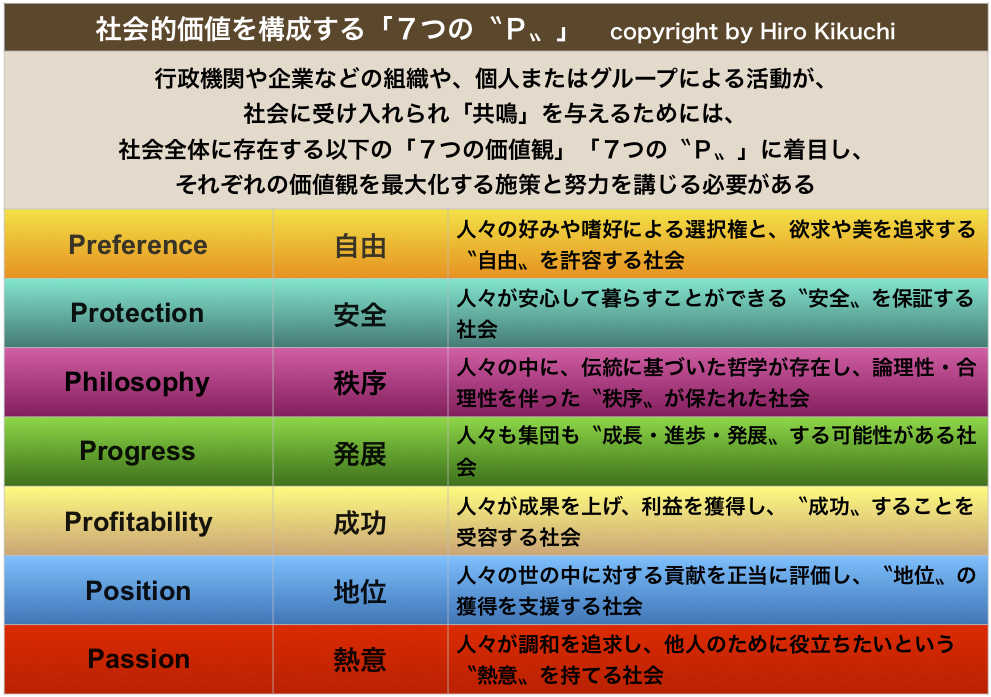 社会的価値を構成する「７つの〝Ｐ〟」 copyright by Hiro Kikuchi
行政機関や企業などの組織や、個人またはグループによる活動が、
社会に受け入れられ「共鳴」を与えるためには、
社会全体に存在する以下の「７つの価値観」「７つの〝Ｐ〟」に着目し、
それぞれの価値観を最大化する施策と努力を講じる必要がある
Preference
自由
人々の好みや嗜好による選択権と、欲求や美を追求する
〝自由〟を許容する社会
Protection
安全
人々が安心して暮らすことができる〝安全〟を保証する
社会
Philosophy
秩序
人々の中に、伝統に基づいた哲学が存在し、論理性・合
理性を伴った〝秩序〟が保たれた社会
Progress
発展
人々も集団も〝成長・進歩・発展〟する可能性がある社
会
Profitability
成功
人々が成果を上げ、利益を獲得し、〝成功〟することを
受容する社会
Position
地位
人々の世の中に対する貢献を正当に評価し、〝地位〟の
獲得を支援する社会
Passion
熱意
人々が調和を追求し、他人のために役立ちたいという
〝熱意〟を持てる社会